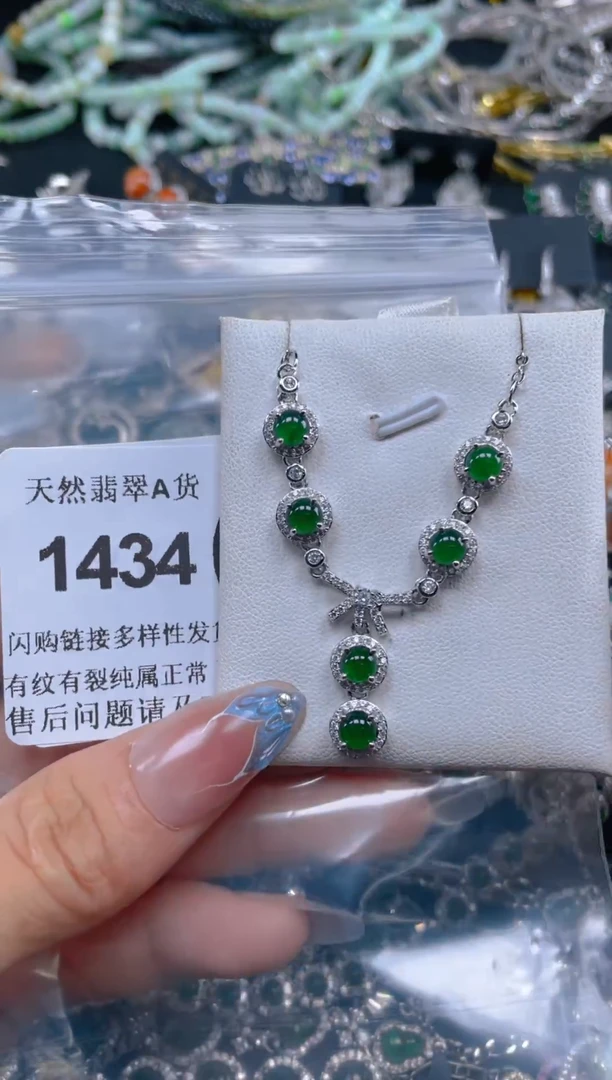 天然翡翠A货
1434
闪购链接多样性发
有纹有裂纯属正常
售后问题请及